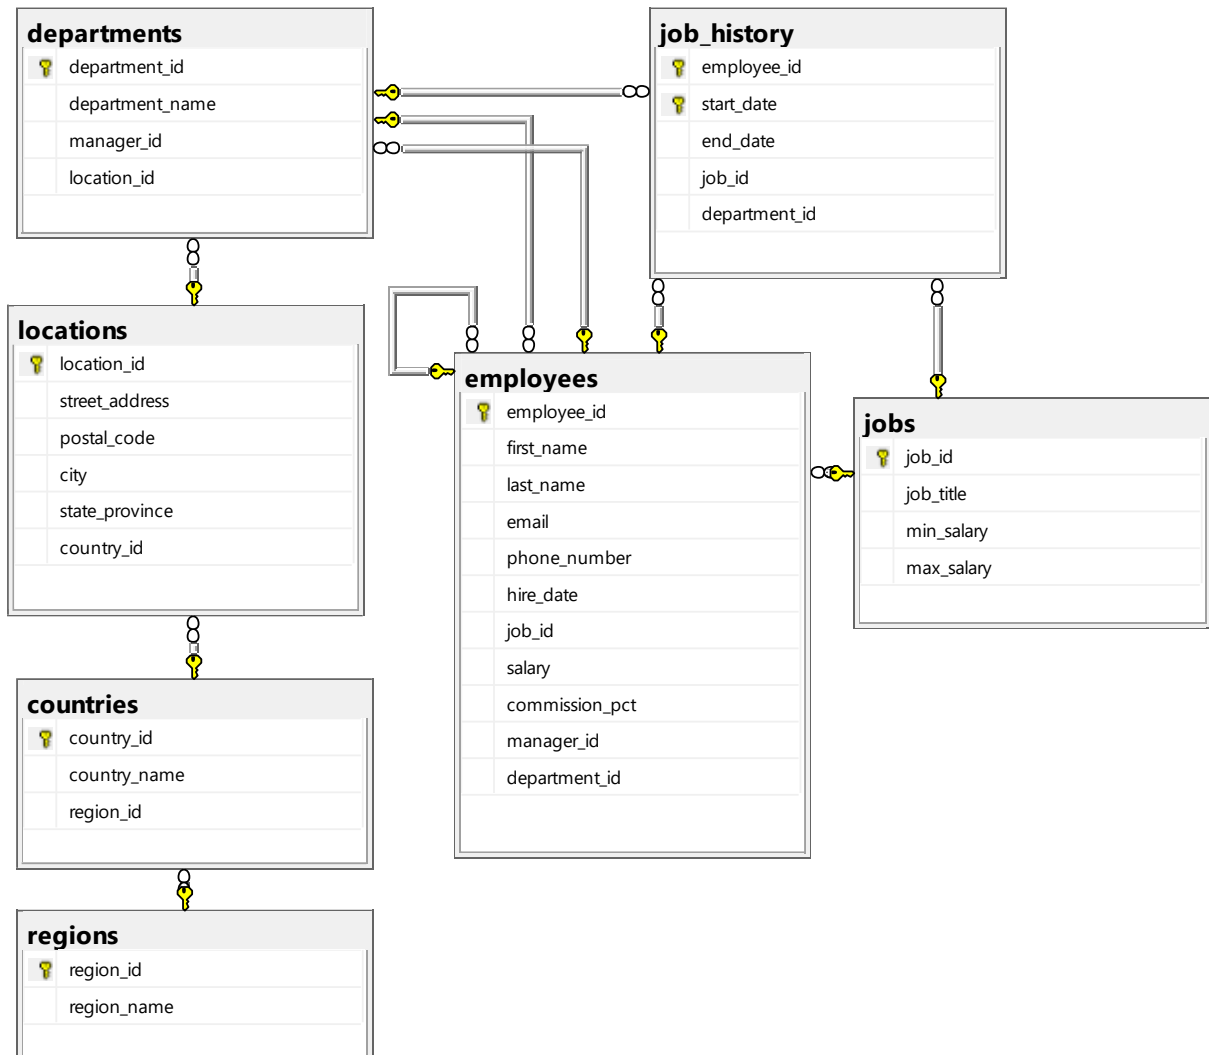 departments
department_id
department_name
manager_id
location_id
job_history
employee_id
start_date
end_date
job_id
department_id
locations
location_id
street_address
postal_code
city
state_province
country_id
employees
employee_id
first_name
last_name
email
phone_number
hire_date
job_id
salary
commission_pct
manager_id
department_id
jobs
job_id
job_title
min_salary
max_salary
countries
country_id
country_name
region_id
regions
region_id
region_name